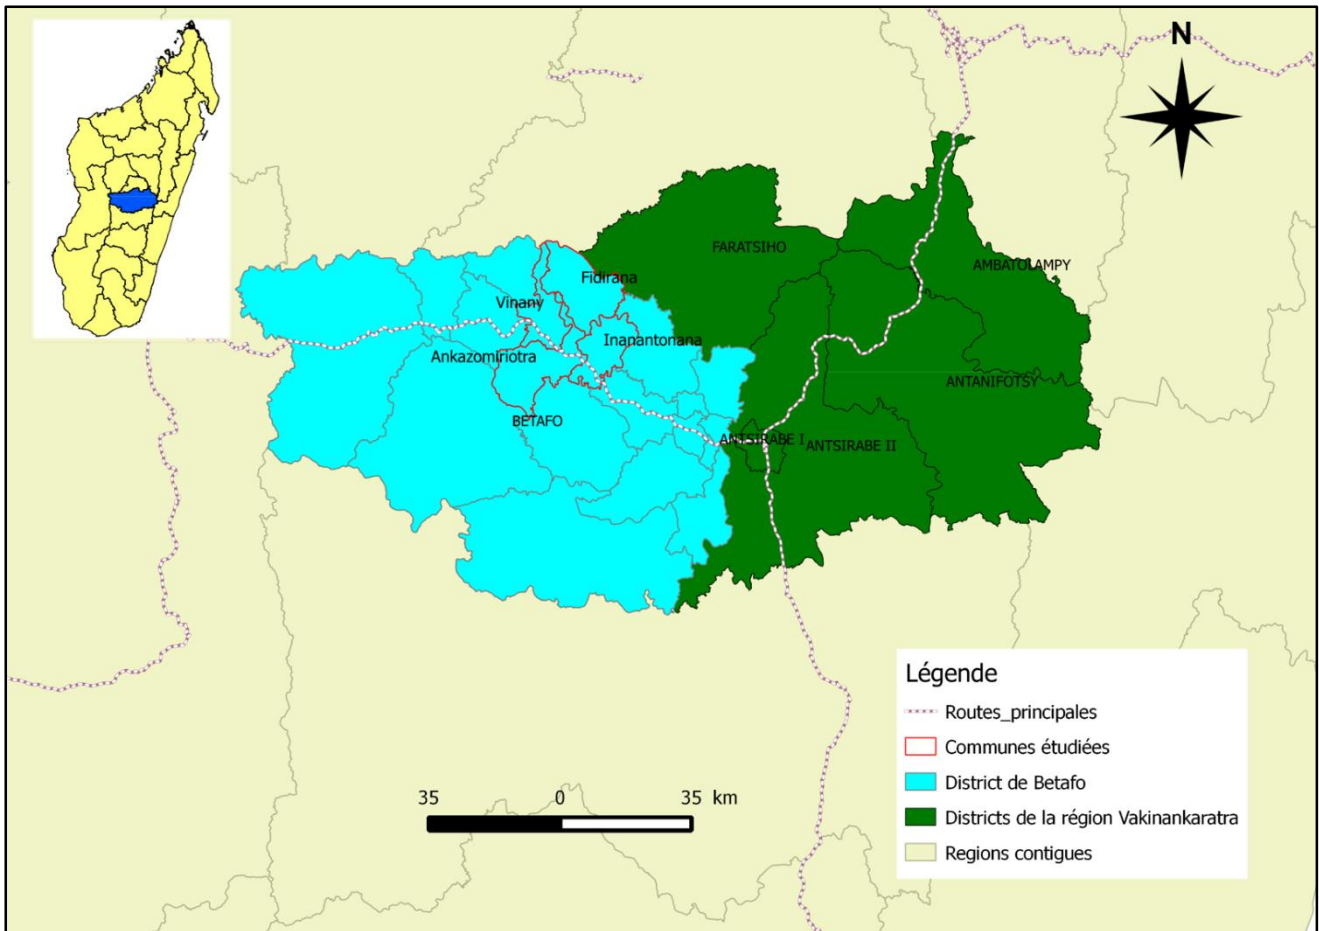 N
FARATSIHO
AMBATOLAMPY
Fidirana
Vinany
Inanantonana
Ankazomiriotra
ANTANIFOTSY
BETAFO
ANTSIRABE I
ANTSIRABE II
Légende
Routes_principales
Communes étudiées
District de Betafo
Districts de la région Vakinankaratra
Regions contigues
35 0 35 km